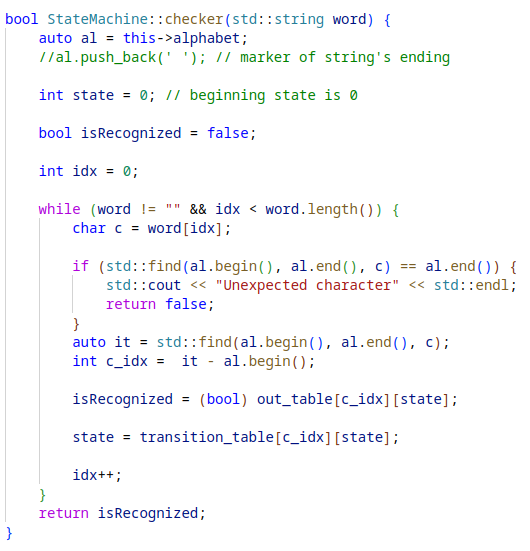 bool StateMachine::checker(std::string word) {
    auto al = this->alphabet;
    //al.push_back(' '); // marker of string's ending
    int state = 0; // beginning state is 0
    bool isRecognized = false;
    int idx = 0;
    while (word != "" && idx < word.length()) {
        char c = word[idx];
        if (std::find(al.begin(), al.end(), c) == al.end()) {
            std::cout << "Unexpected character" << std::endl;
            return false;
        }
        auto it = std::find(al.begin(), al.end(), c);
        int c_idx =  it - al.begin();
        isRecognized = (bool) out_table[c_idx][state];
        state = transition_table[c_idx][state];
        idx++;
    }
    return isRecognized;
}